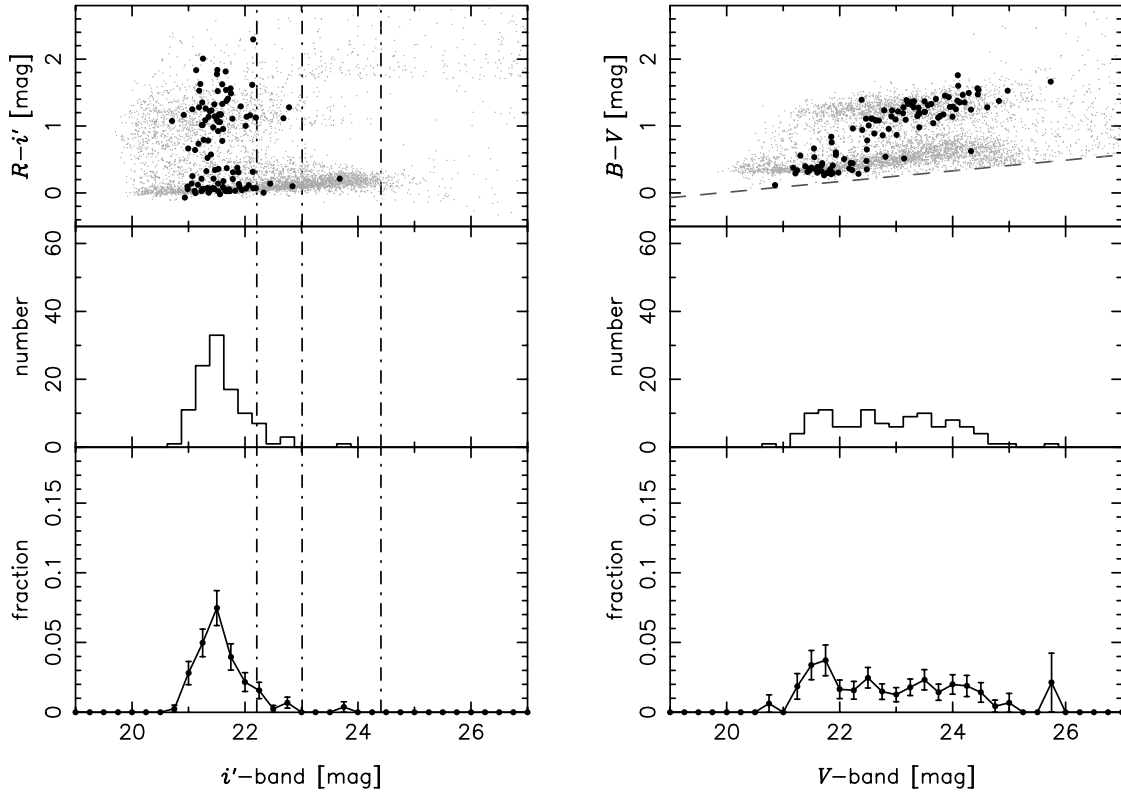 R−i′ [mag]
2
1
0
number
60
40
20
0
fraction
0.15
0.1
0.05
0
20 22 24 26
i′−band [mag]
B−V [mag]
2
1
0
number
60
40
20
0
fraction
0.15
0.1
0.05
0
20 22 24 26
V−band [mag]